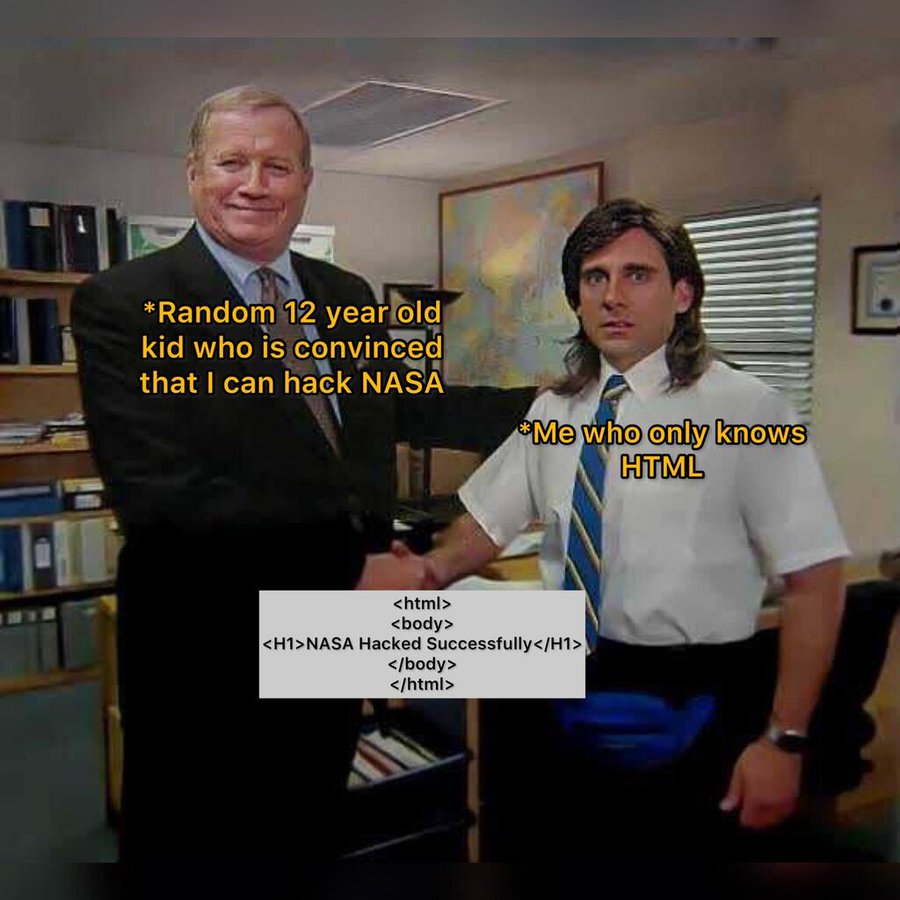 *Random 12 year old
kid who is convinced
that I can hack NASA
*Me who only knows
HTML
<html>
<body>
<H1>NASA Hacked Successfully</H1>
</body>
</html>